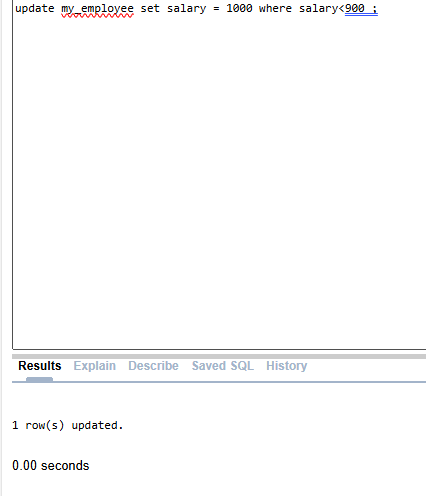 update my_employee set salary = 1000 where salary<900 ;
Results Explain Describe Saved SQL History
1 row(s) updated.
0.00 seconds